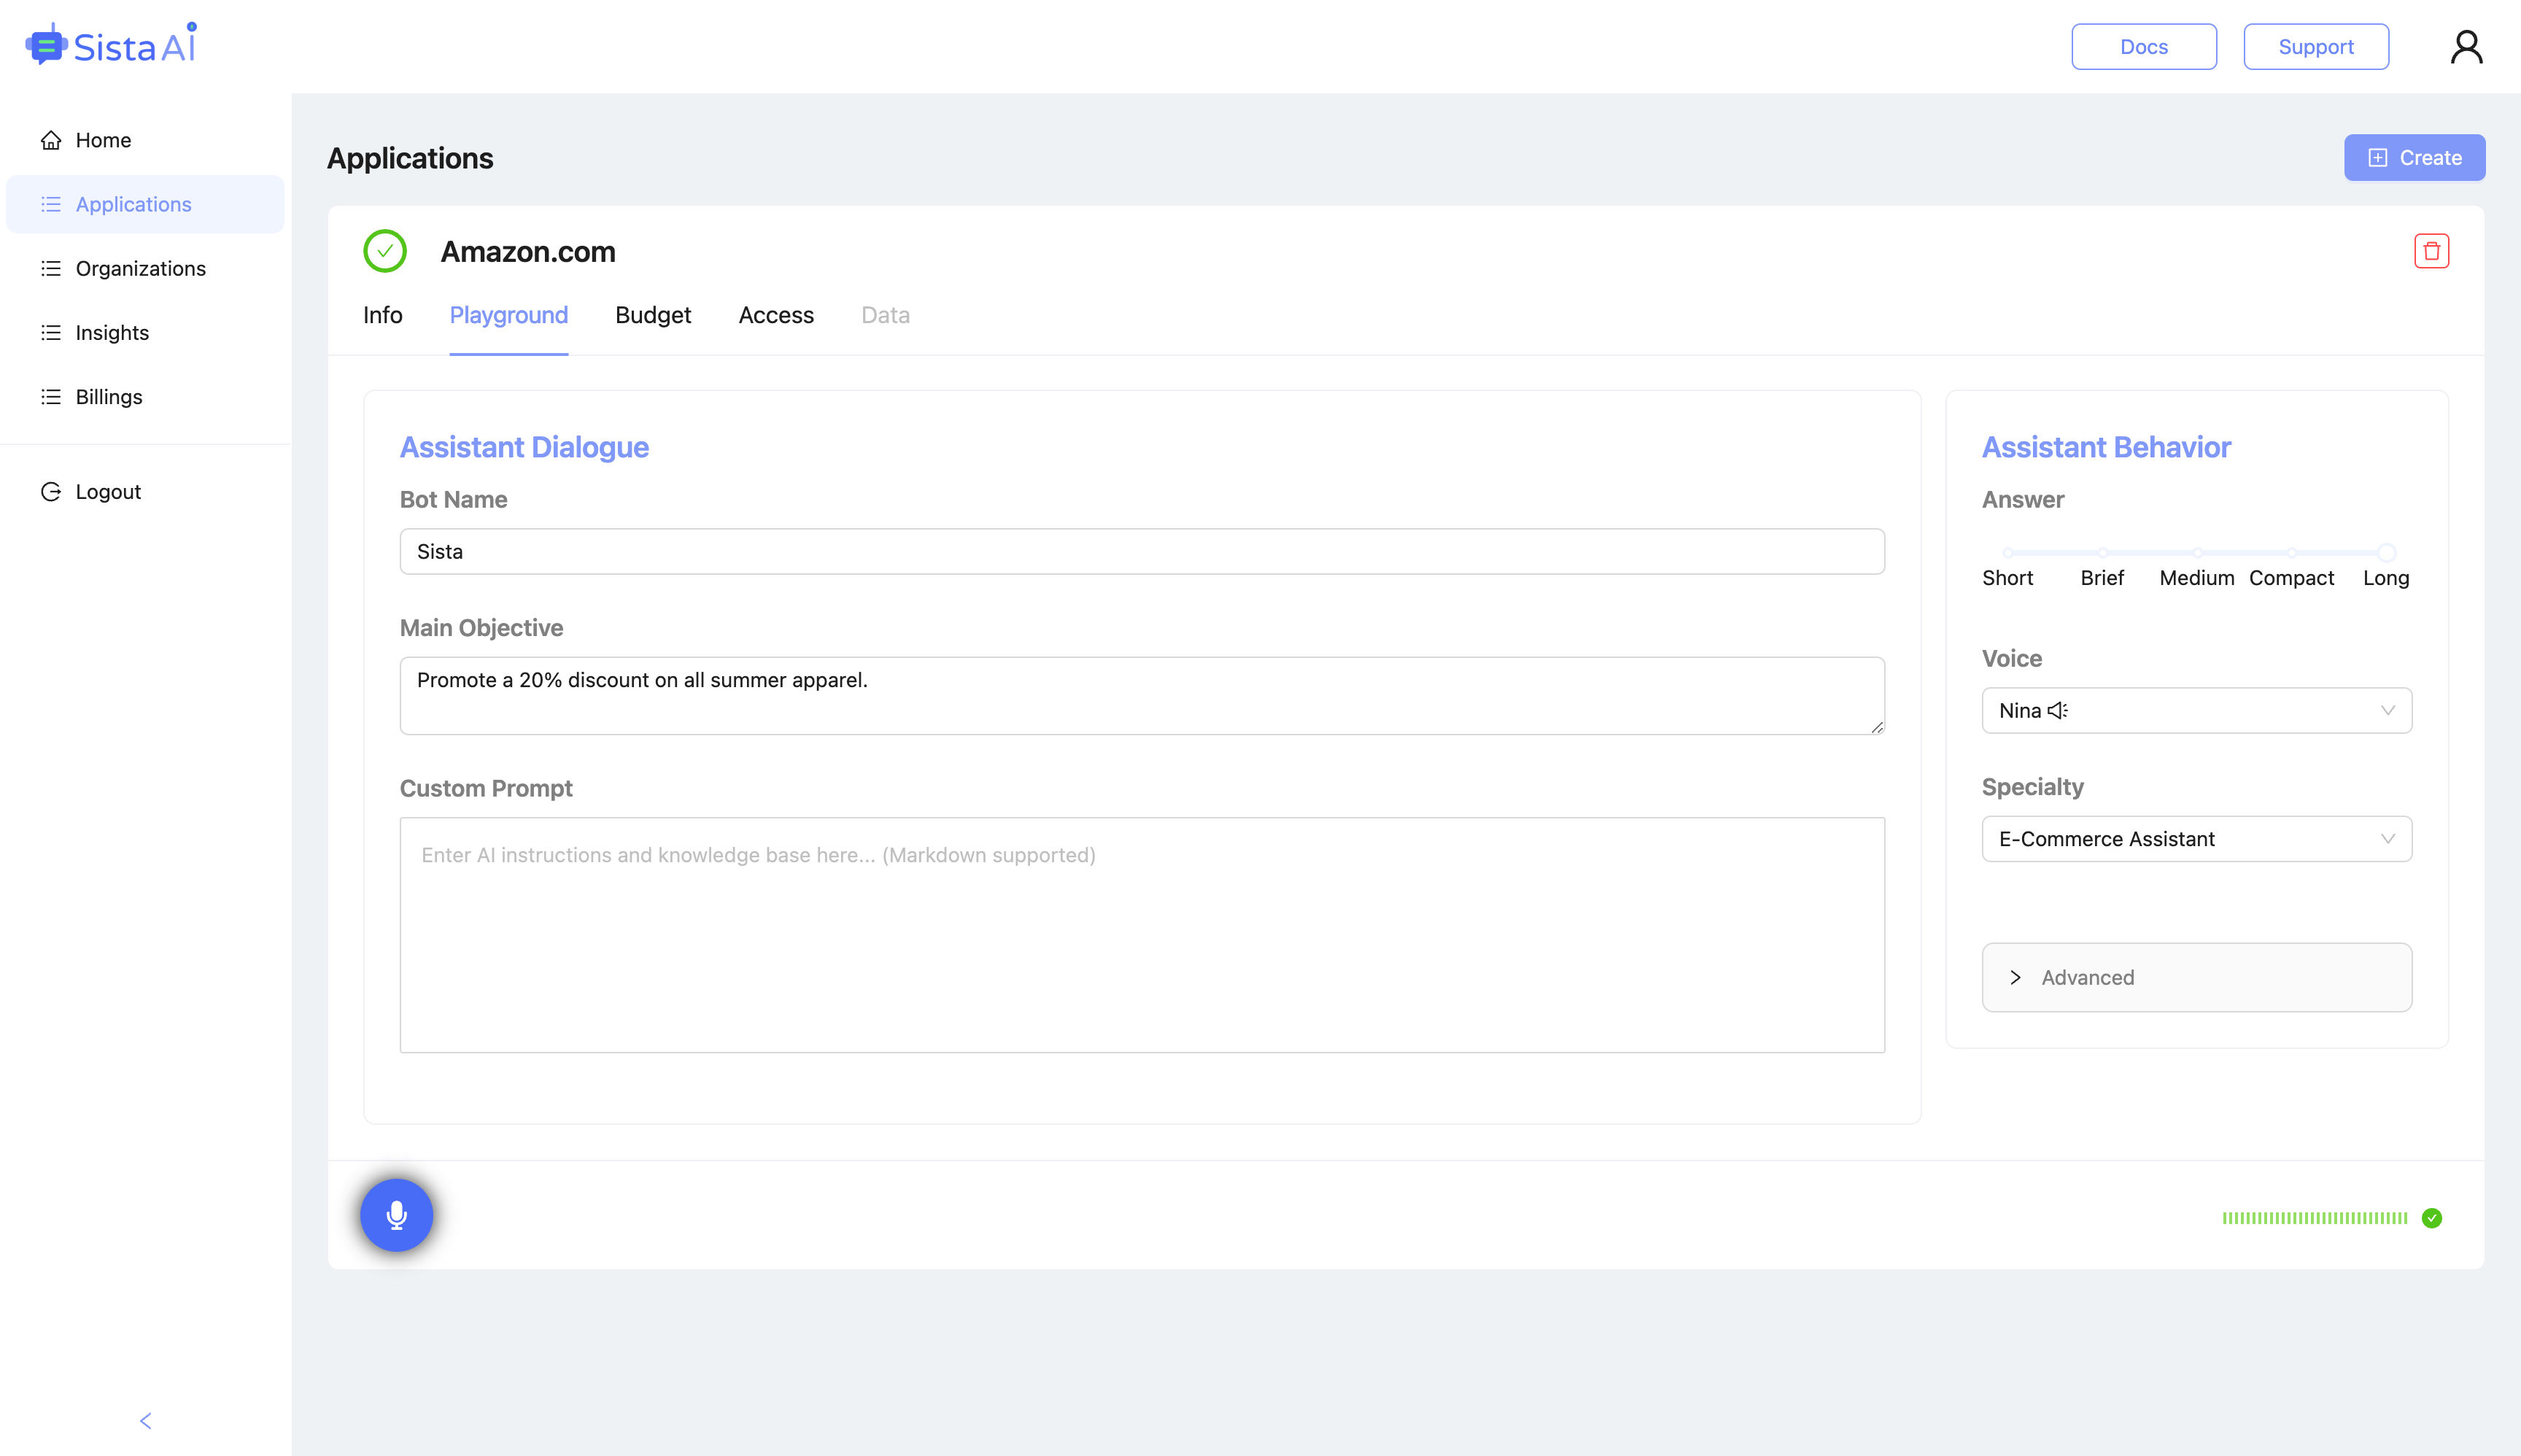 Sista AI
Docs
Support
Home
Applications
Organizations
Insights
Billings
Logout
Applications
Create
Amazon.com
Info
Playground
Budget
Access
Data
Assistant Dialogue
Bot Name
Sista
Main Objective
Promote a 20% discount on all summer apparel.
Custom Prompt
Enter AI instructions and knowledge base here... (Markdown supported)
Assistant Behavior
Answer
Short Brief Medium Compact Long
Voice
Nina
Specialty
E-Commerce Assistant
Advanced